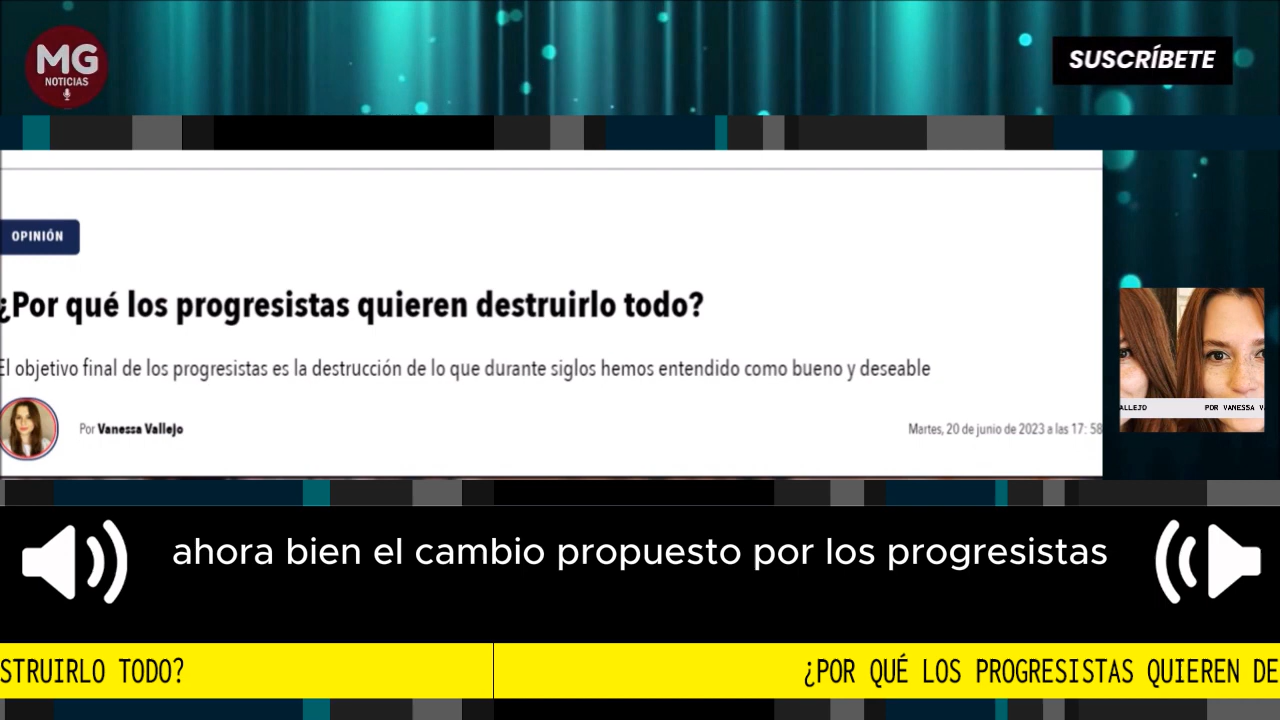 MG
NOTICIAS
SUSCRÍBETE
OPINIÓN
¿Por qué los progresistas quieren destruirlo todo?
El objetivo final de los progresistas es la destrucción de lo que durante siglos hemos entendido como bueno y deseable
Por Vanessa Vallejo
Martes, 20 de junio de 2023 a las 17: 58
ALLEJO
POR VANESSA V
ahora bien el cambio propuesto por los progresistas
STRUIRLO TODO?
¿POR QUÉ LOS PROGRESISTAS QUIEREN DE